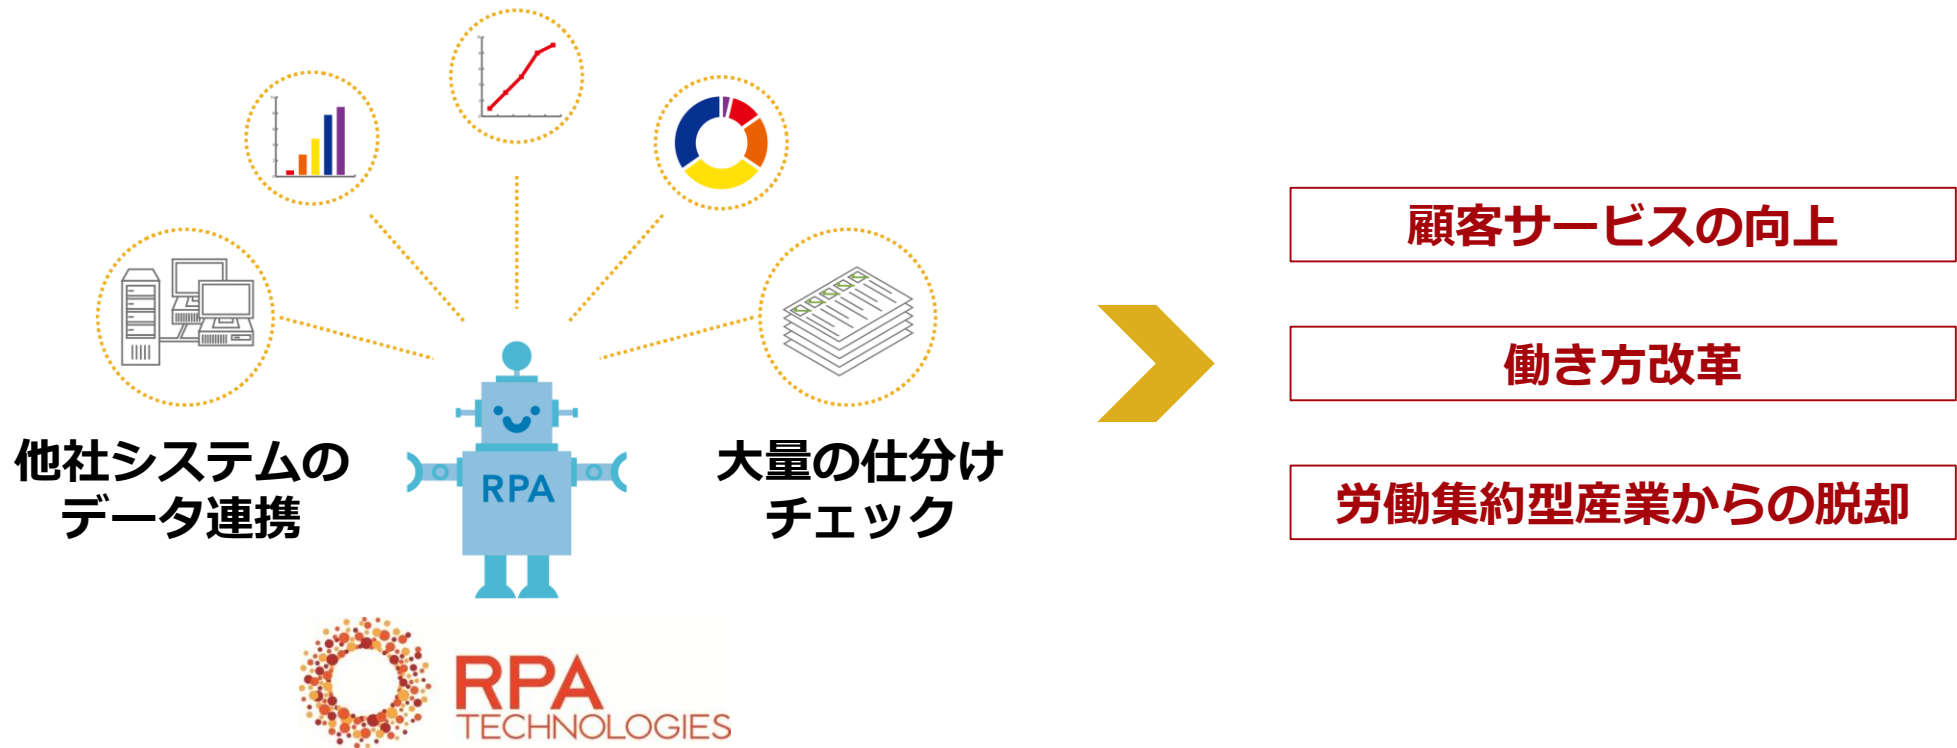 他社システムの
データ連携
RPA
大量の仕分け
チェック
RPA
TECHNOLOGIES
顧客サービスの向上
働き方改革
労働集約型産業からの脱却